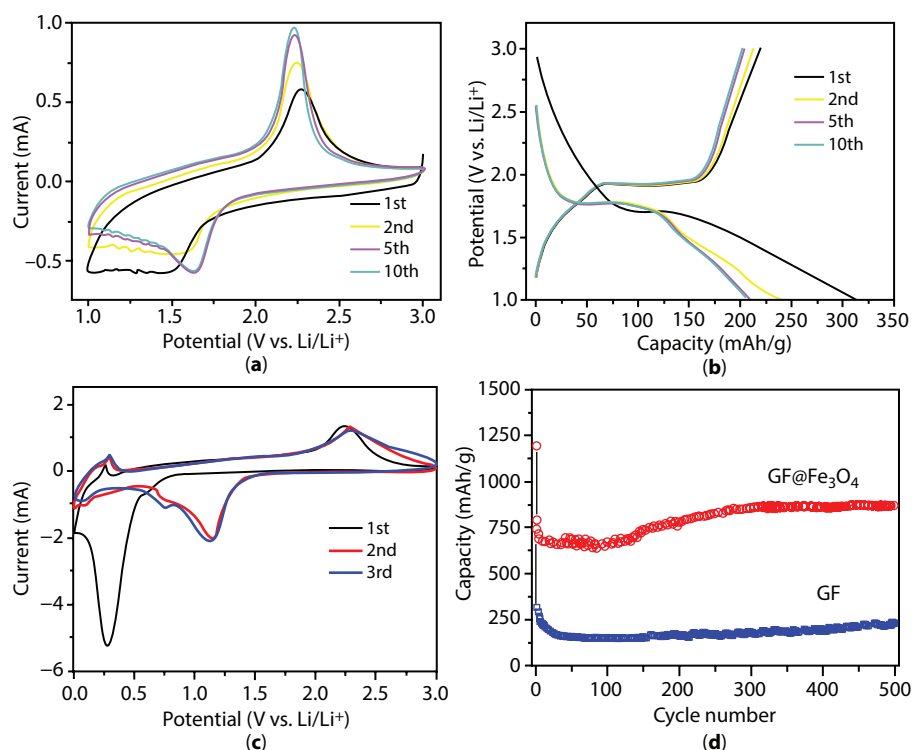 1.0
0.5
0.0
−0.5
Current (mA)
1st
2nd
5th
10th
1.0 1.5 2.0 2.5 3.0
Potential (V vs. Li/Li⁺)
(a)
3.0
2.5
2.0
1.5
1.0
Potential (V vs. Li/Li⁺)
1st
2nd
5th
10th
0 50 100 150 200 250 300 350
Capacity (mAh/g)
(b)
2
0
−2
−4
−6
Current (mA)
1st
2nd
3rd
0.0 0.5 1.0 1.5 2.0 2.5 3.0
Potential (V vs. Li/Li⁺)
(c)
1500
1250
1000
750
500
250
0
Capacity (mAh/g)
GF@Fe₃O₄
GF
0 100 200 300 400 500
Cycle number
(d)